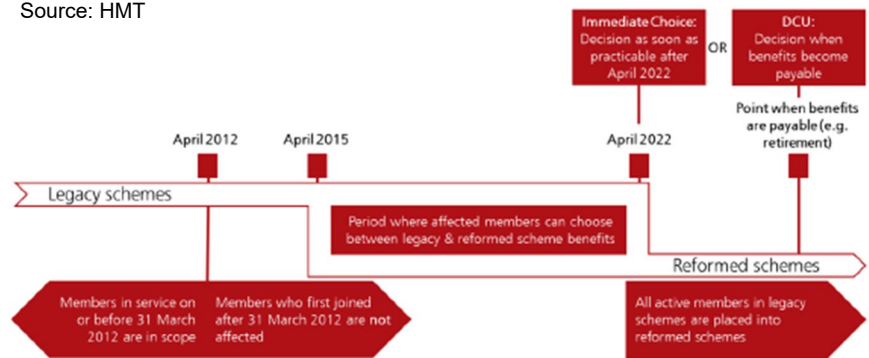 Source: HMT
Immediate Choice:
Decision as soon as
practicable after
April 2022
OR
DCU:
Decision when
benefits become
payable
Point when benefits
are payable (e.g.
retirement)
April 2012
April 2015
April 2022
Legacy schemes
Period where affected members can choose
between legacy & reformed scheme benefits
Reformed schemes
Members in service on
or before 31 March
2012 are in scope
Members who first joined
after 31 March 2012 are not
affected
All active members in legacy
schemes are placed into
reformed schemes